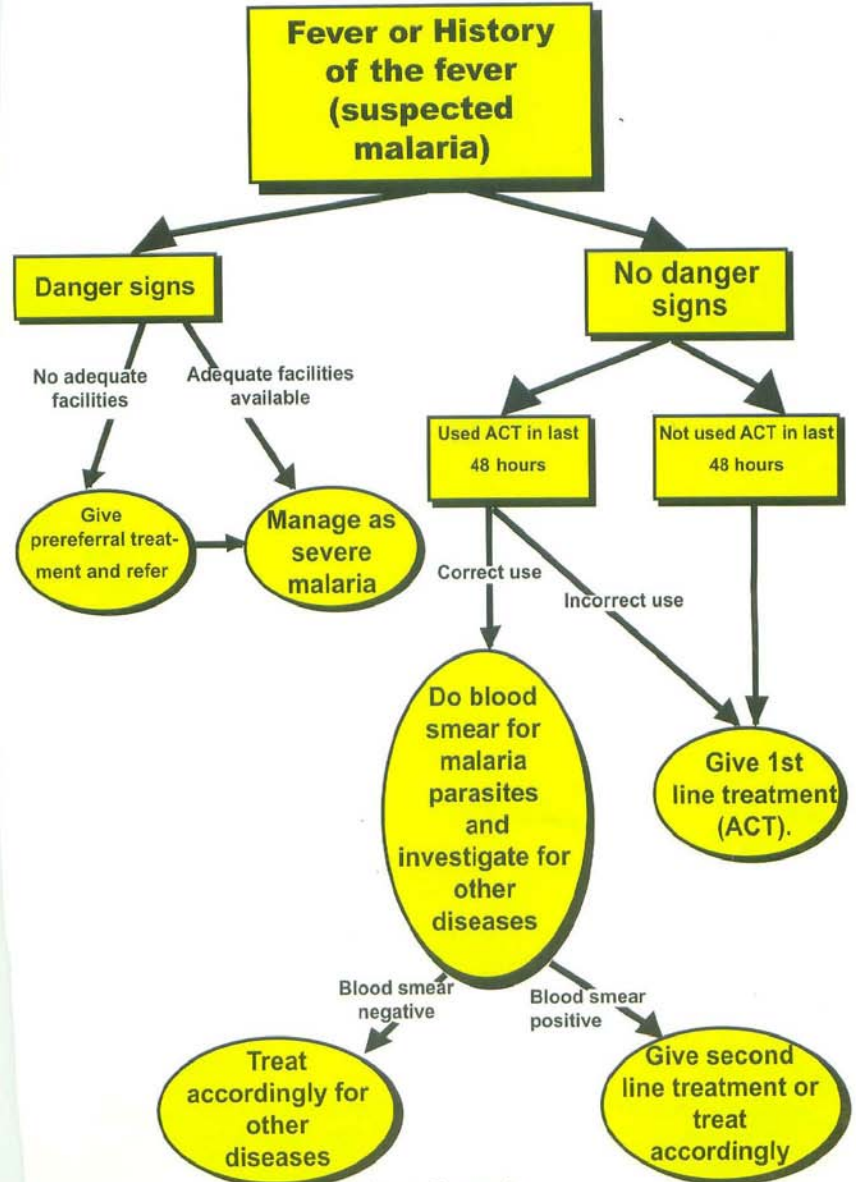 Fever or History
of the fever
(suspected
malaria)
Danger signs
No danger
signs
No adequate
facilities
Adequate facilities
available
Used ACT in last
48 hours
Not used ACT in last
48 hours
Give
prereferral treat-
ment and refer
Manage as
severe
malaria
Correct use
Incorrect use
Do blood
smear for
malaria
parasites
and
investigate for
other
diseases
Give 1st
line treatment
(ACT).
Blood smear
negative
Blood smear
positive
Treat
accordingly for
other
diseases
Give second
line treatment or
treat
accordingly